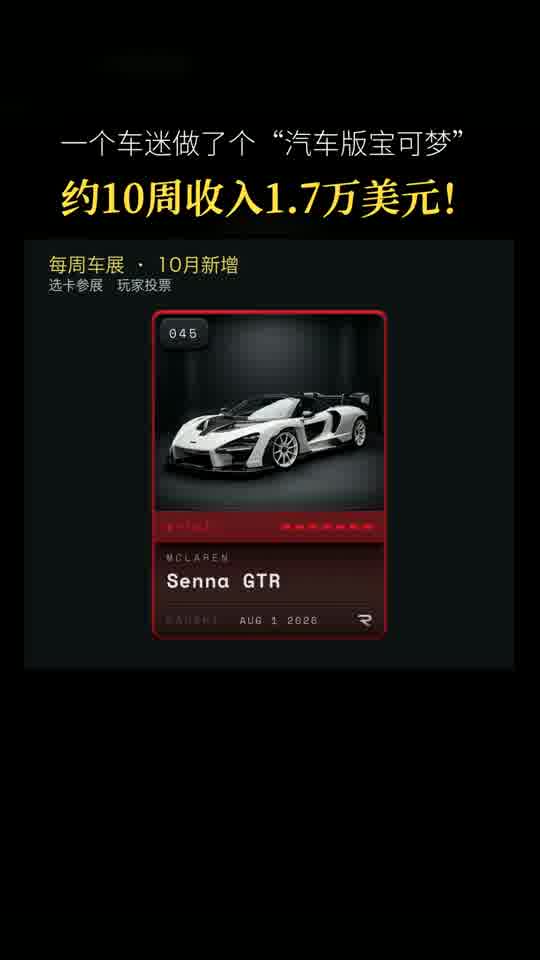 一个车迷做了个“汽车版宝可梦”
约10周收入1.7万美元！
每周车展 · 10月新增
选卡参展 玩家投票
045
MCLAREN
Senna GTR
AUG 1 2026